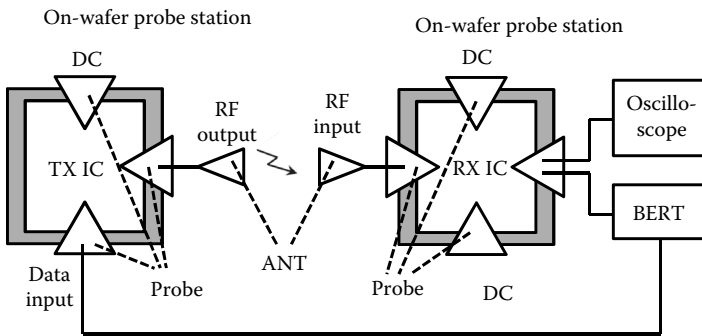 On-wafer probe station
On-wafer probe station
DC
DC
RF
output
RF
input
Oscillo-
scope
TX IC
RX IC
BERT
Data
input
Probe
ANT
Probe
DC